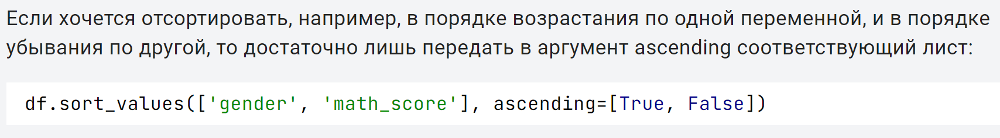 Если хочется отсортировать, например, в порядке возрастания по одной переменной, и в порядке
убывания по другой, то достаточно лишь передать в аргумент ascending соответствующий лист:
df.sort_values(['gender', 'math_score'], ascending=[True, False])